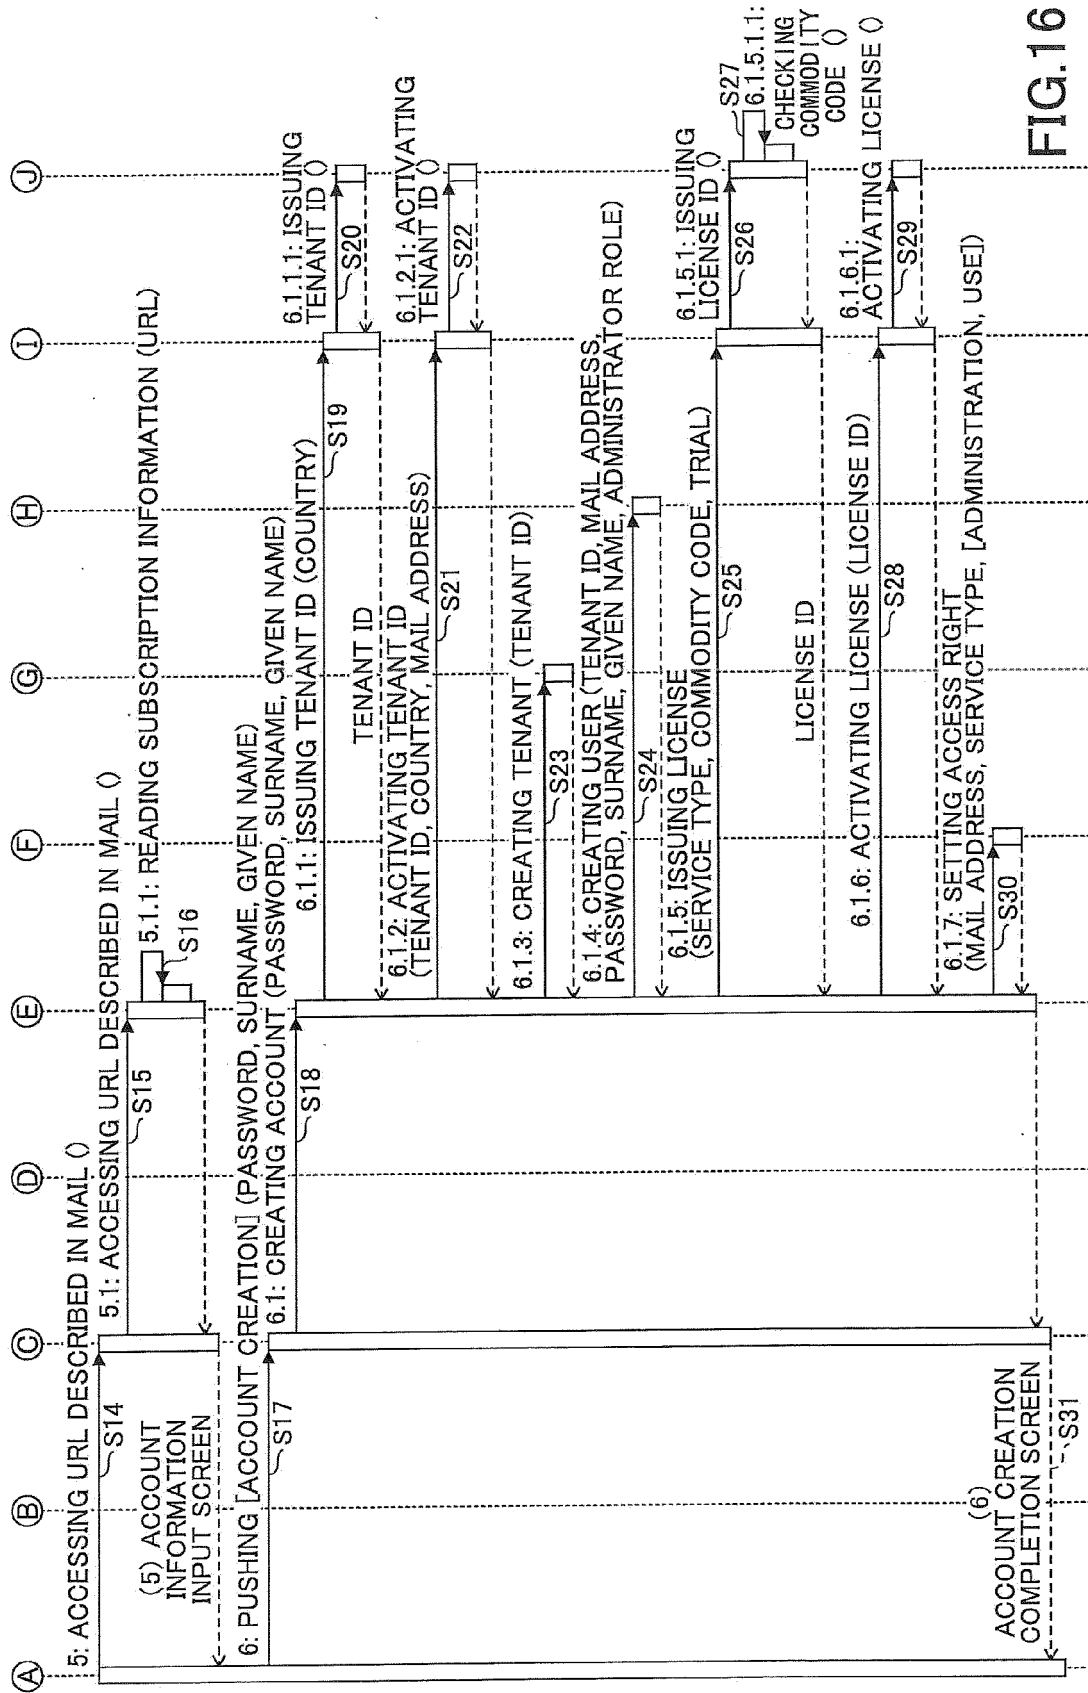 A
B
C
D
E
F
G
H
I
J
5: ACCESSING URL DESCRIBED IN MAIL ()
S14
5.1: ACCESSING URL DESCRIBED IN MAIL ()
S15
5.1.1: READING SUBSCRIPTION INFORMATION (URL)
S16
(5) ACCOUNT
INFORMATION
INPUT SCREEN
6: PUSHING [ACCOUNT CREATION] (PASSWORD, SURNAME, GIVEN NAME)
S17
6.1: CREATING ACCOUNT (PASSWORD, SURNAME, GIVEN NAME)
S18
6.1.1: ISSUING TENANT ID (COUNTRY)
S19
6.1.1.1: ISSUING
TENANT ID ()
S20
TENANT ID
6.1.2: ACTIVATING TENANT ID
(TENANT ID, COUNTRY, MAIL ADDRESS)
S21
6.1.2.1: ACTIVATING
TENANT ID ()
S22
6.1.3: CREATING TENANT (TENANT ID)
S23
6.1.4: CREATING USER (TENANT ID, MAIL ADDRESS,
PASSWORD, SURNAME, GIVEN NAME, ADMINISTRATOR ROLE)
S24
6.1.5: ISSUING LICENSE
(SERVICE TYPE, COMMODITY CODE, TRIAL)
S25
6.1.5.1: ISSUING
LICENSE ID ()
S26
S27
6.1.5.1.1:
CHECKING
COMMODITY
CODE ()
LICENSE ID
6.1.6: ACTIVATING LICENSE (LICENSE ID)
S28
6.1.6.1:
ACTIVATING LICENSE ()
S29
6.1.7: SETTING ACCESS RIGHT
(MAIL ADDRESS, SERVICE TYPE, [ADMINISTRATION, USE])
S30
(6)
ACCOUNT CREATION
COMPLETION SCREEN
S31
FIG.16